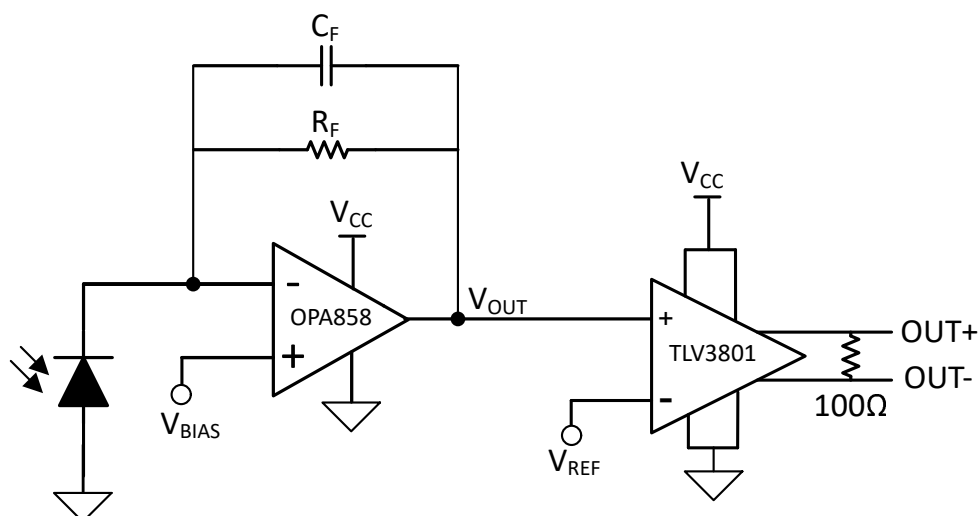 C_F
R_F
V_CC
-
OPA858
+
V_BIAS
V_OUT
V_CC
+
TLV3801
-
V_REF
OUT+
OUT-
100Ω